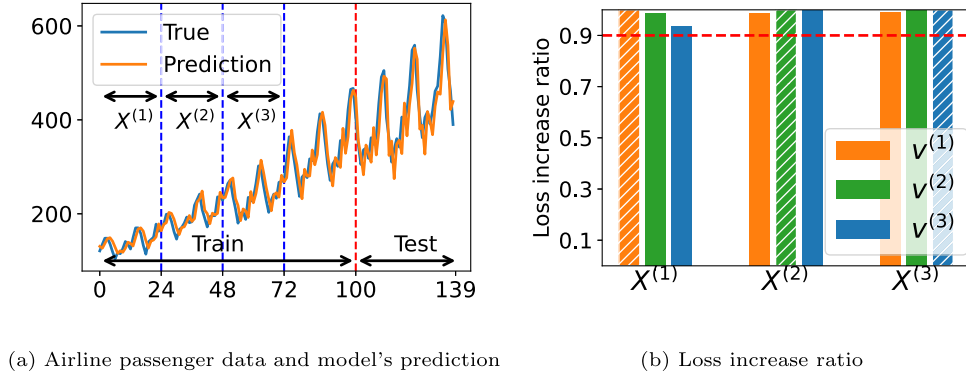 600
400
200
True
Prediction
X(1) X(2) X(3)
Train Test
0 24 48 72 100 139
(a) Airline passenger data and model's prediction
Loss increase ratio
0.9
0.7
0.5
0.3
0.1
v(1)
v(2)
v(3)
X(1) X(2) X(3)
(b) Loss increase ratio